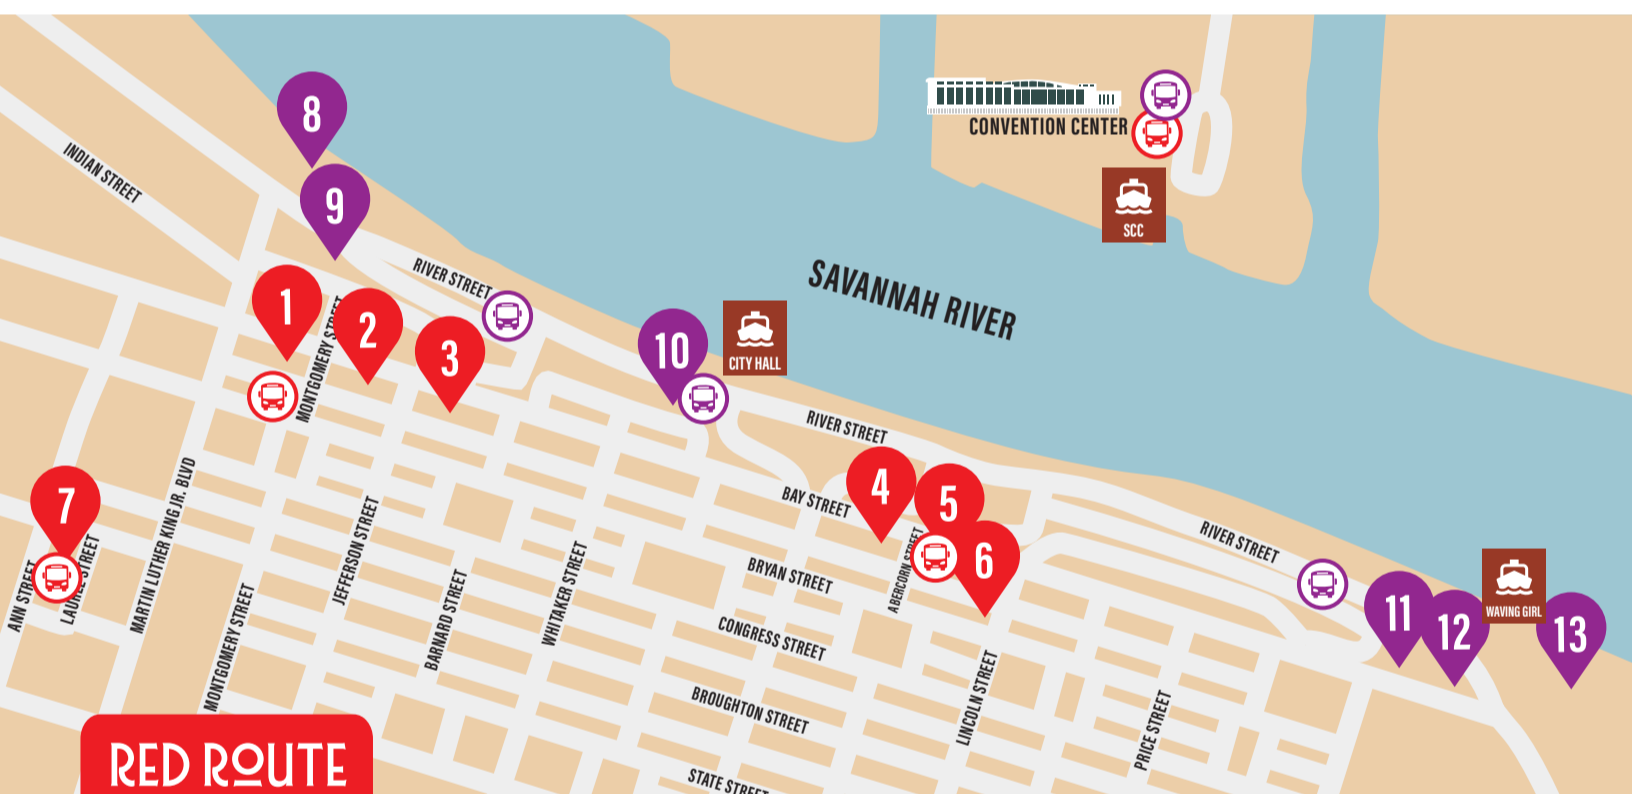 8
CONVENTION CENTER
INDIAN STREET
9
SCC
RIVER STREET
SAVANNAH RIVER
1
MONTGOMERY STREET
2
3
10
CITY HALL
RIVER STREET
BAY STREET
4
5
6
ABERCORN STREET
RIVER STREET
7
ANN STREET
LAUREL STREET
MARTIN LUTHER KING JR. BLVD
JEFFERSON STREET
MONTGOMERY STREET
BARNARD STREET
WHITAKER STREET
BRYAN STREET
CONGRESS STREET
BROUGHTON STREET
LINCOLN STREET
PRICE STREET
11
12
WAVING GIRL
13
STATE STREET
RED ROUTE